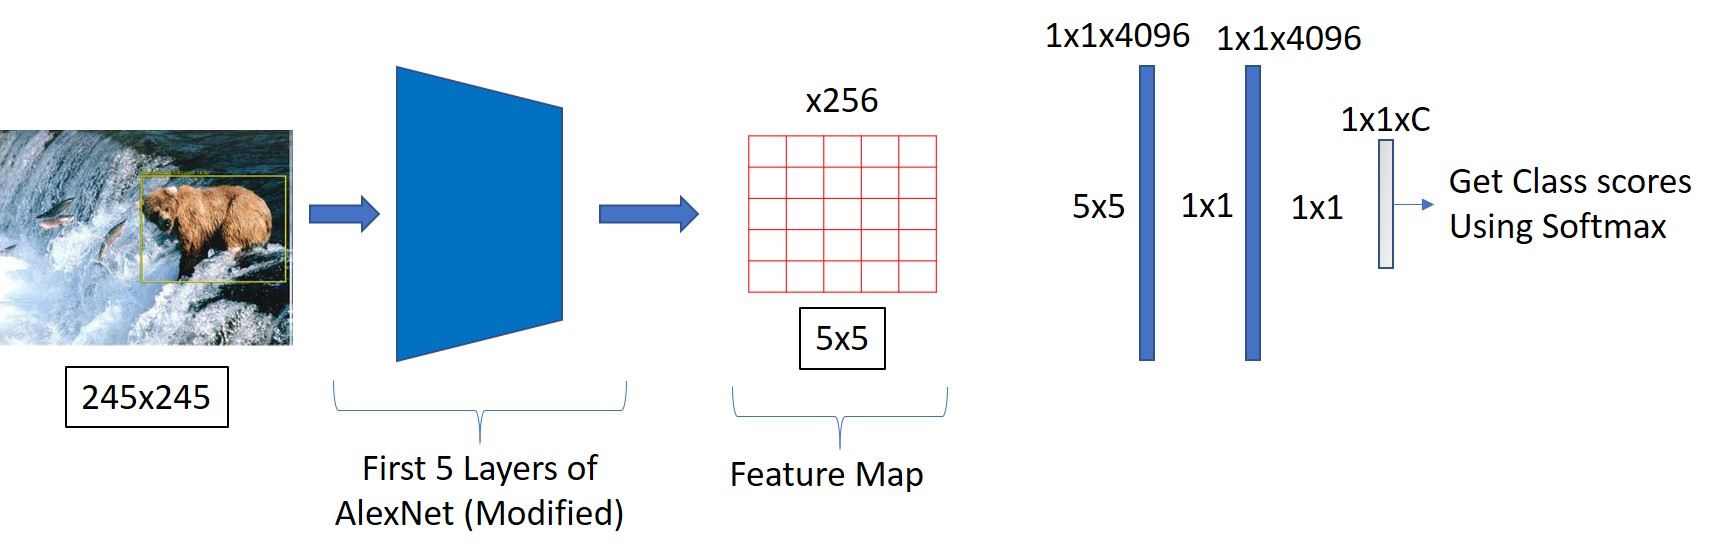 245x245
First 5 Layers of
AlexNet (Modified)
x256
5x5
Feature Map
1x1x4096
1x1x4096
1x1xC
5x5
1x1
1x1
Get Class scores
Using Softmax